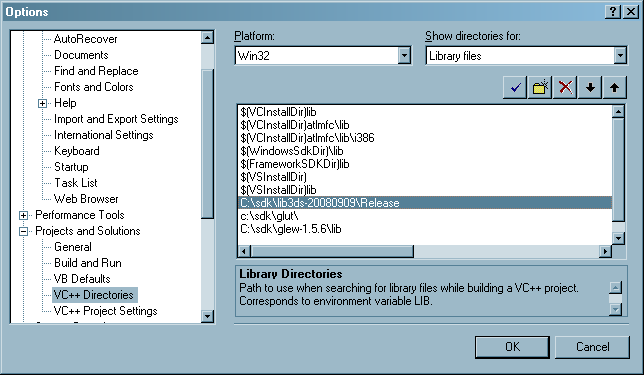 Options
AutoRecover
Documents
Find and Replace
Fonts and Colors
Help
Import and Export Settings
International Settings
Keyboard
Startup
Task List
Web Browser
Performance Tools
Projects and Solutions
General
Build and Run
VB Defaults
VC++ Directories
VC++ Project Settings
Platform:
Win32
Show directories for:
Library files
$(VCInstallDir)lib
$(VCInstallDir)atlmfc\lib
$(VCInstallDir)atlmfc\lib\i386
$(WindowsSdkDir)\lib
$(FrameworkSDKDir)lib
$(VSInstallDir)
$(VSInstallDir)lib
C:\sdk\lib3ds-20080909\Release
c:\sdk\glut\
C:\sdk\glew-1.5.6\lib
Library Directories
Path to use when searching for library files while building a VC++ project.
Corresponds to environment variable LIB.
OK
Cancel